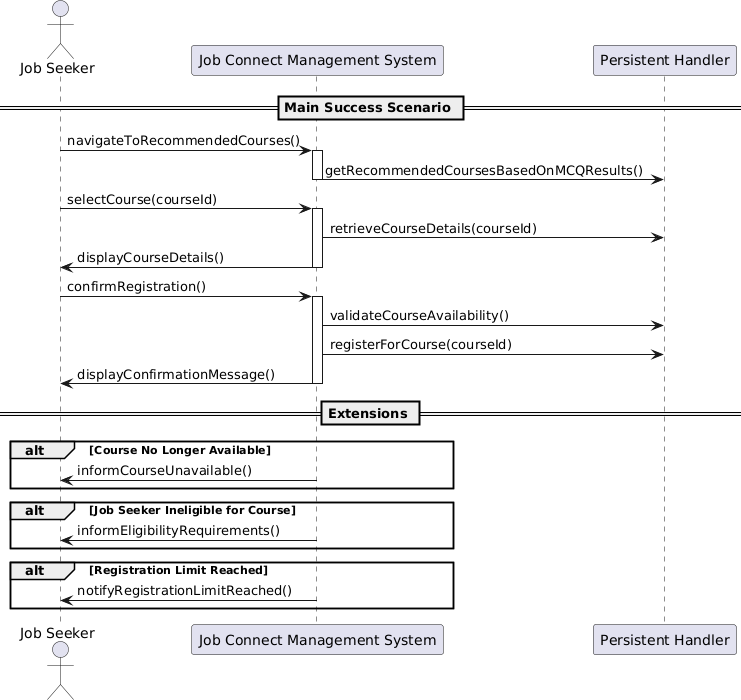 Job Seeker
Job Connect Management System
Persistent Handler
Main Success Scenario
navigateToRecommendedCourses()
getRecommendedCoursesBasedOnMCQResults()
selectCourse(courseId)
retrieveCourseDetails(courseId)
displayCourseDetails()
confirmRegistration()
validateCourseAvailability()
registerForCourse(courseId)
displayConfirmationMessage()
Extensions
alt [Course No Longer Available]
informCourseUnavailable()
alt [Job Seeker Ineligible for Course]
informEligibilityRequirements()
alt [Registration Limit Reached]
notifyRegistrationLimitReached()
Job Seeker
Job Connect Management System
Persistent Handler